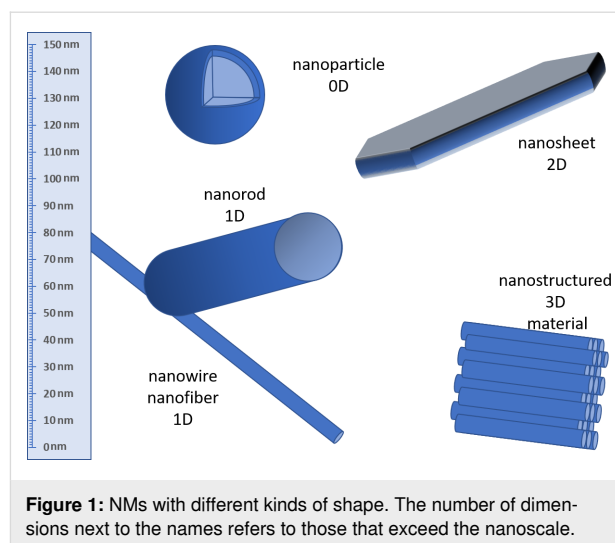 150 nm
140 nm
130 nm
120 nm
110 nm
100 nm
90 nm
80 nm
70 nm
60 nm
50 nm
40 nm
30 nm
20 nm
10 nm
0 nm
nanoparticle
0D
nanosheet
2D
nanorod
1D
nanostructured
3D
material
nanowire
nanofiber
1D
Figure 1: NMs with different kinds of shape. The number of dimen-
sions next to the names refers to those that exceed the nanoscale.